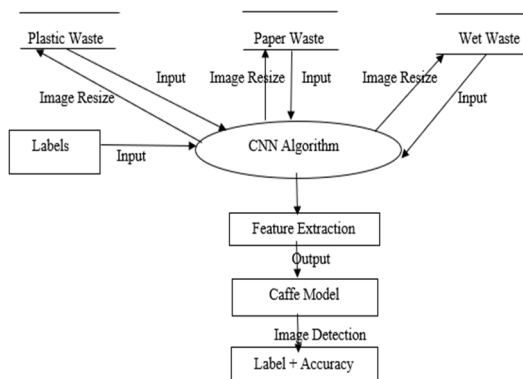 Plastic Waste
Paper Waste
Wet Waste
Input
Image Resize
Input
Image Resize
Image Resize
Input
Labels
Input
CNN Algorithm
Feature Extraction
Output
Caffe Model
Image Detection
Label + Accuracy